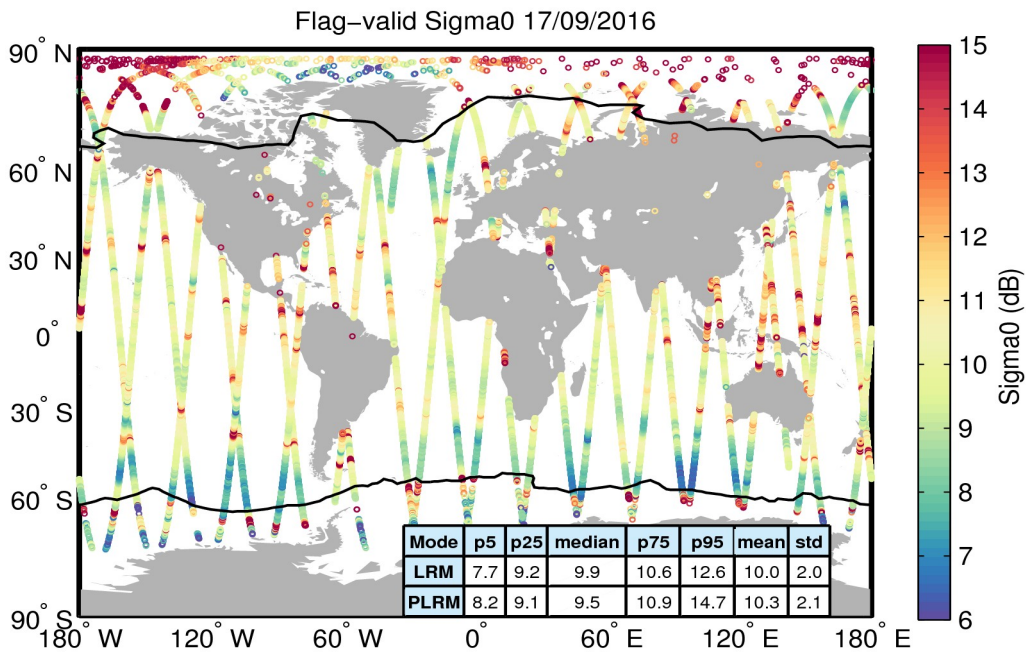 Flag−valid Sigma0 17/09/2016
90° N
60° N
30° N
0°
30° S
60° S
90° S
180° W
120° W
60° W
0°
60° E
120° E
180° E
Mode p5 p25 median p75 p95 mean std
LRM 7.7 9.2 9.9 10.6 12.6 10.0 2.0
PLRM 8.2 9.1 9.5 10.9 14.7 10.3 2.1
15
14
13
12
11
10
9
8
7
6
Sigma0 (dB)